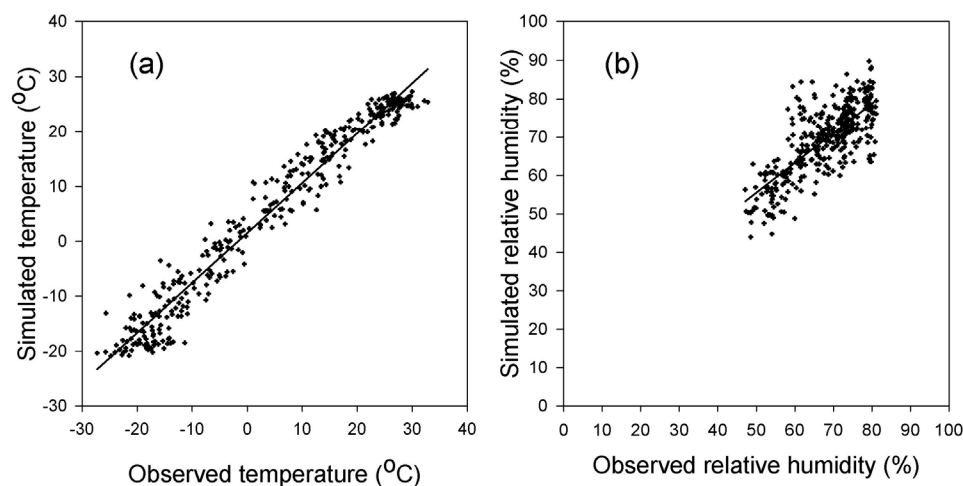 (a)
Simulated temperature (⁰C)
40
30
20
10
0
-10
-20
-30
-30 -20 -10 0 10 20 30 40
Observed temperature (⁰C)
(b)
Simulated relative humidity (%)
100
90
80
70
60
50
40
30
20
10
0
0 10 20 30 40 50 60 70 80 90 100
Observed relative humidity (%)